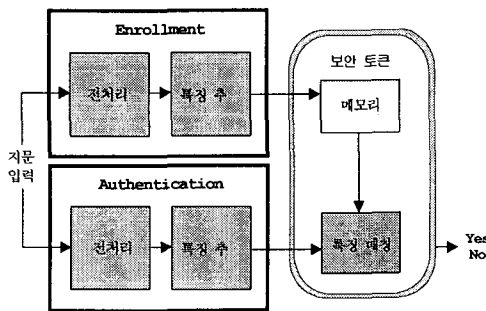 Enrollment
전처리
특징 추
보안 토큰
메모리
지문
입력
Authentication
전처리
특징 추
특징 매칭
Yes
No